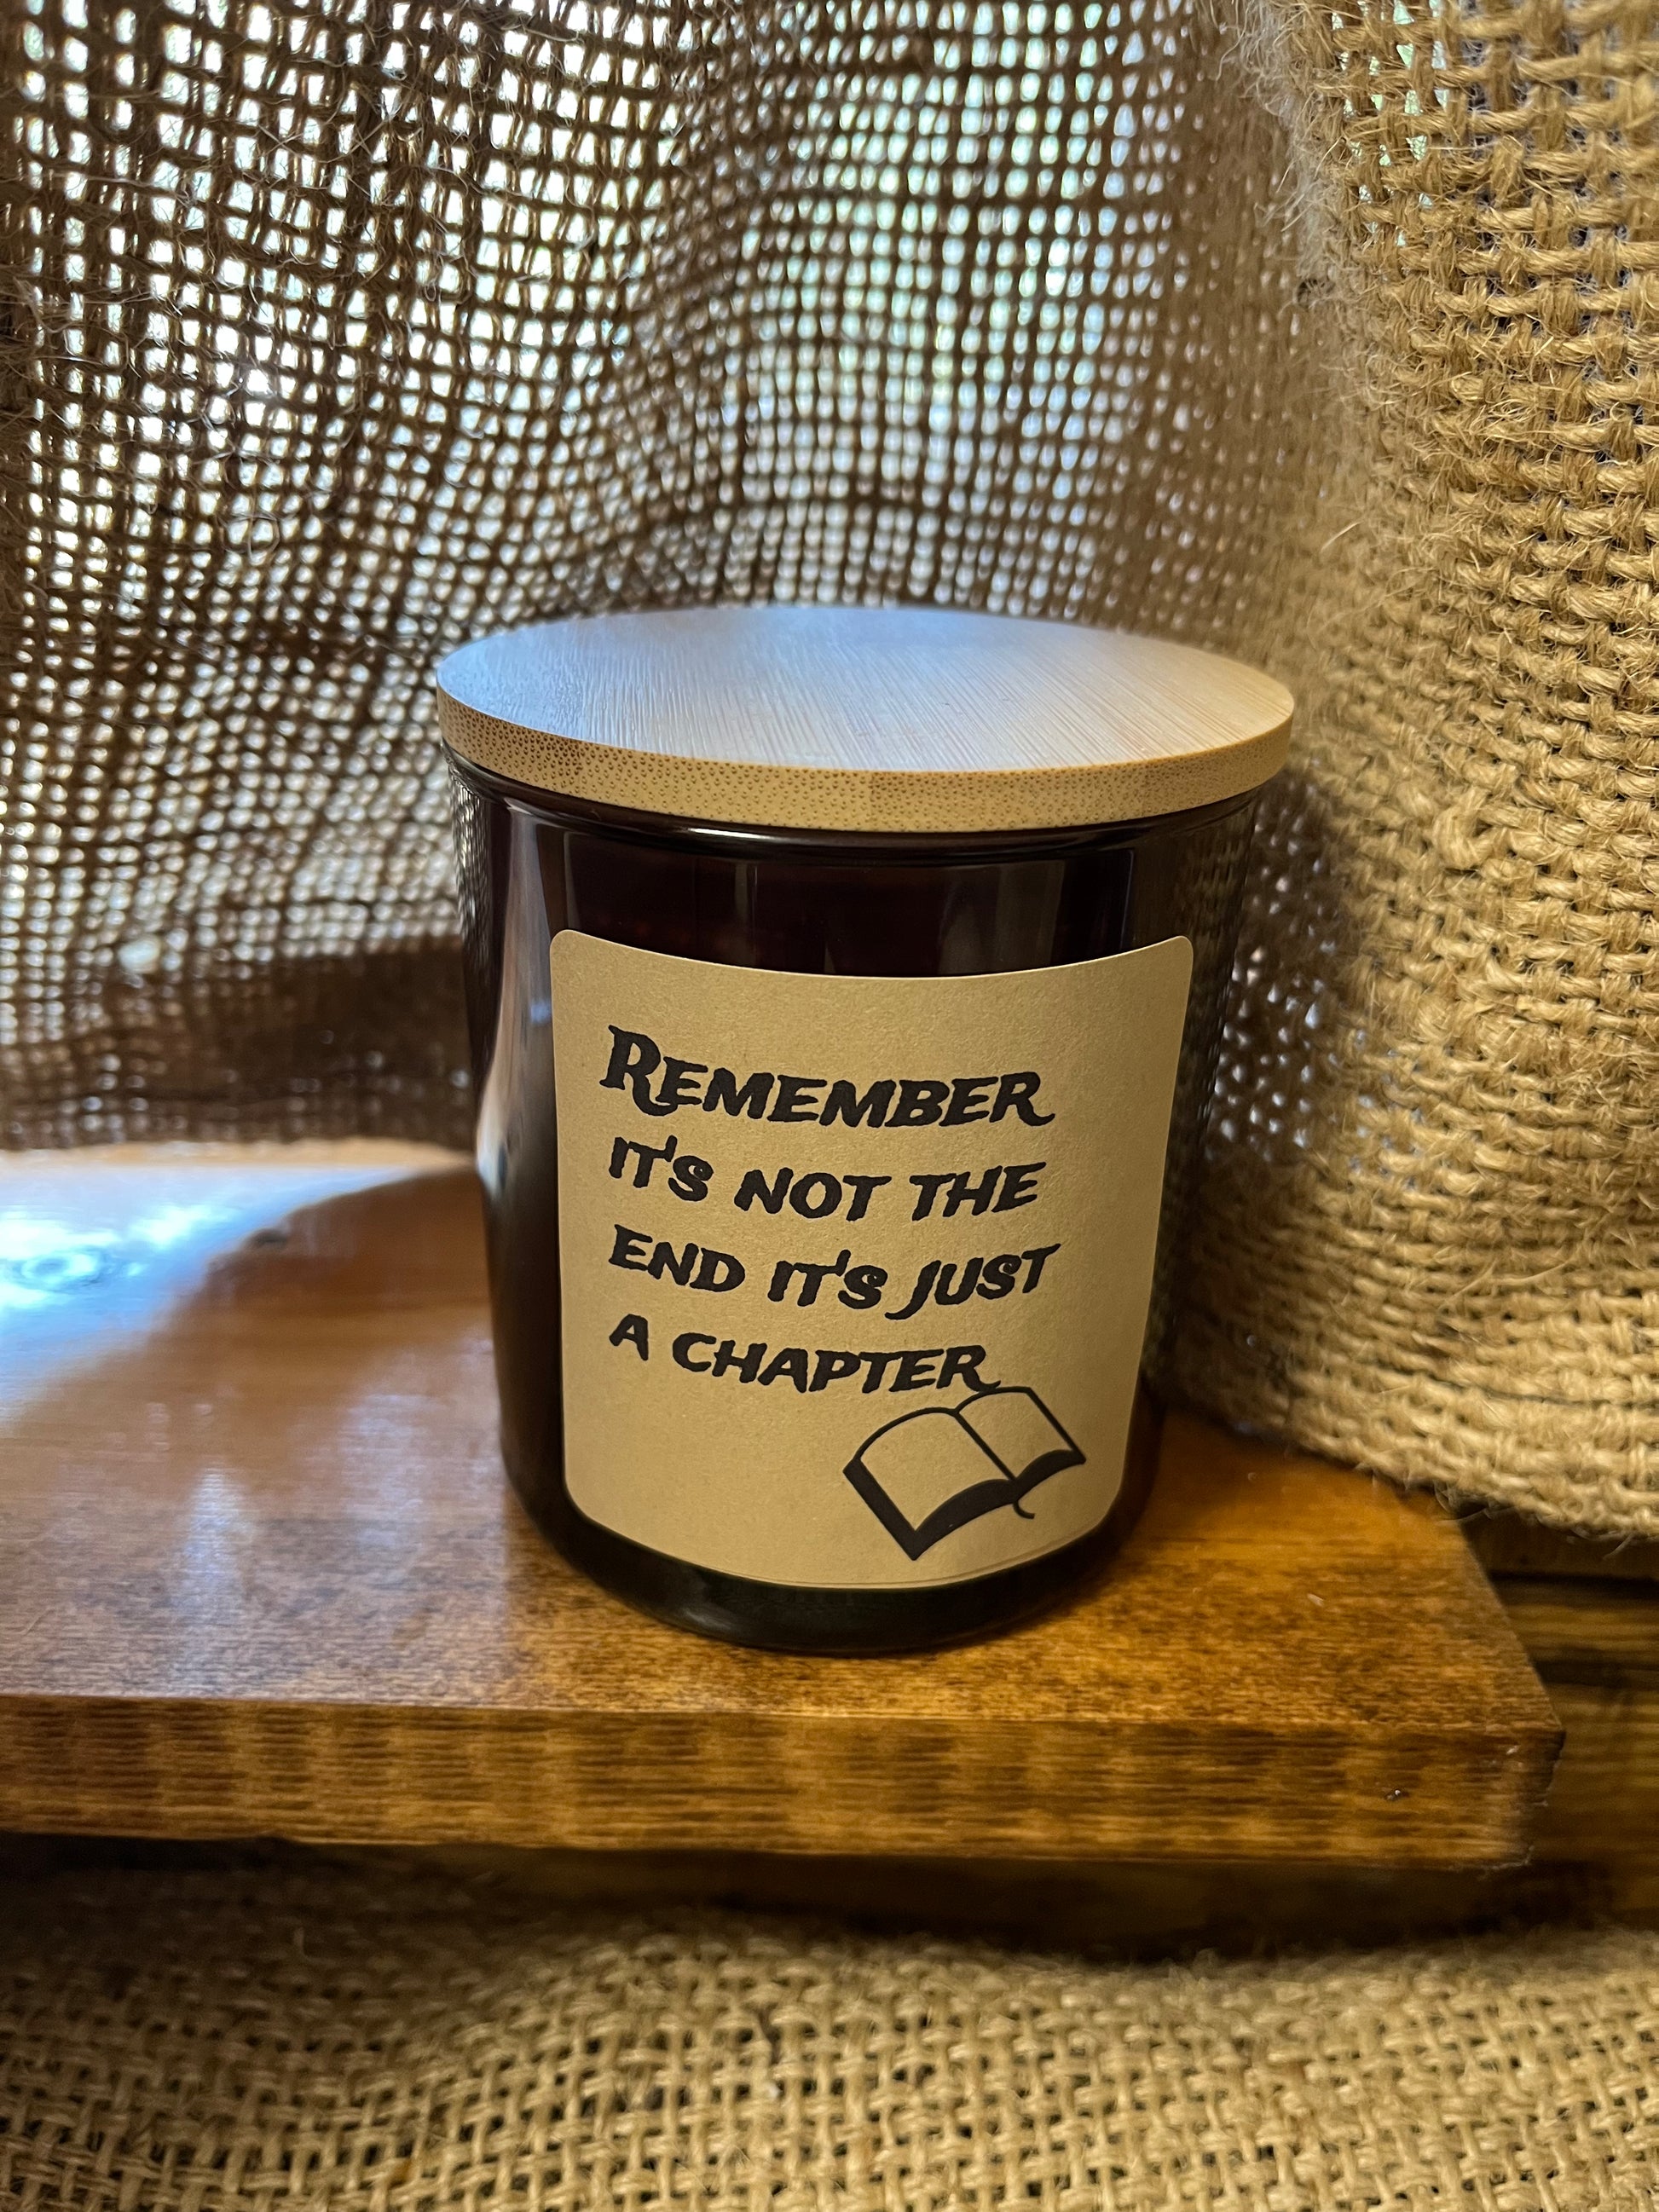 REMEMBER
IT'S NOT THE
END IT'S JUST
A CHAPTER